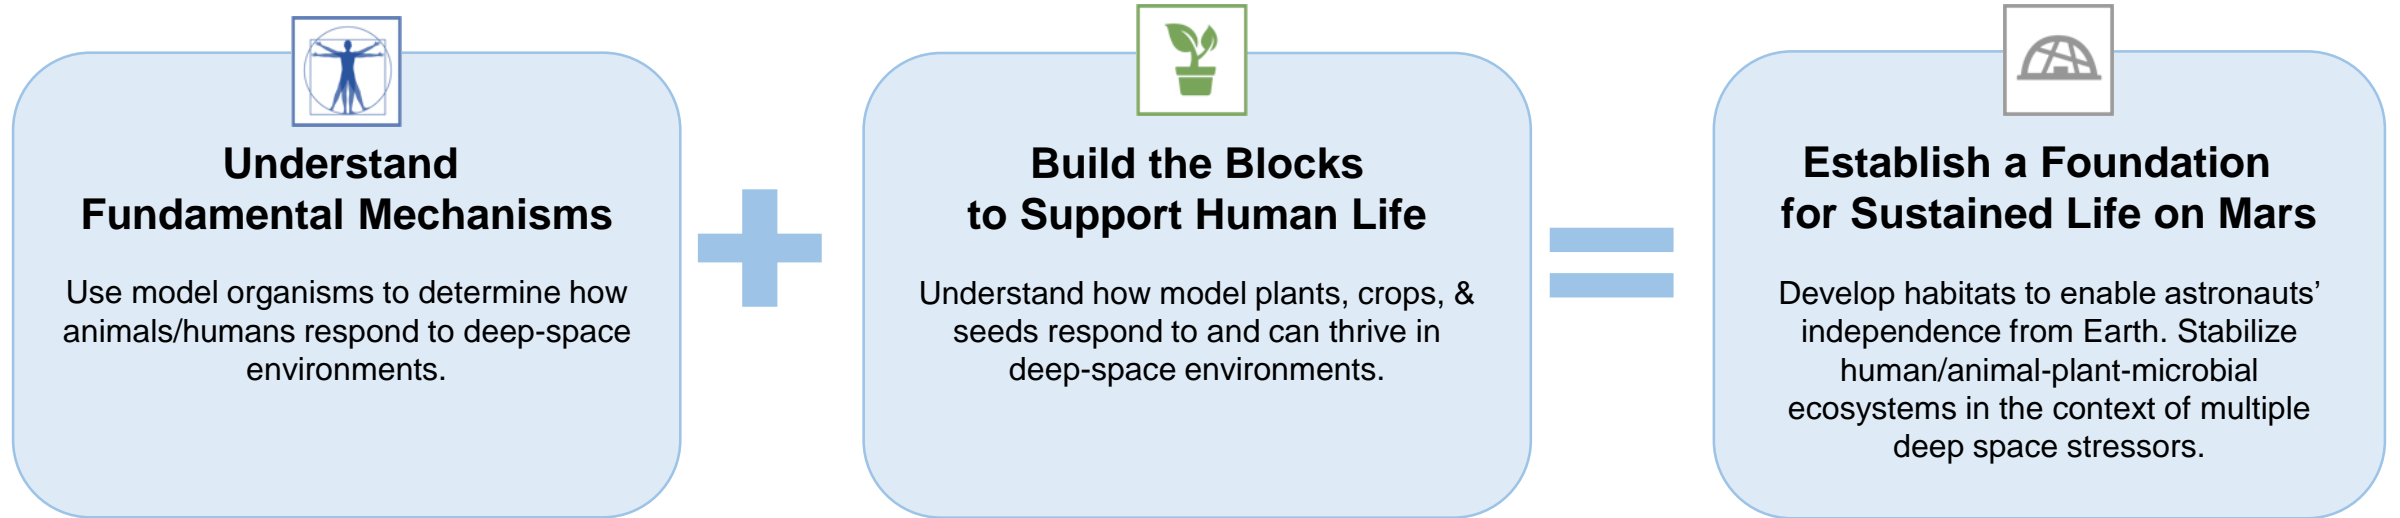 Understand
Fundamental Mechanisms
Use model organisms to determine how
animals/humans respond to deep-space
environments.
Build the Blocks
to Support Human Life
Understand how model plants, crops, &
seeds respond to and can thrive in
deep-space environments.
Establish a Foundation
for Sustained Life on Mars
Develop habitats to enable astronauts’
independence from Earth. Stabilize
human/animal-plant-microbial
ecosystems in the context of multiple
deep space stressors.